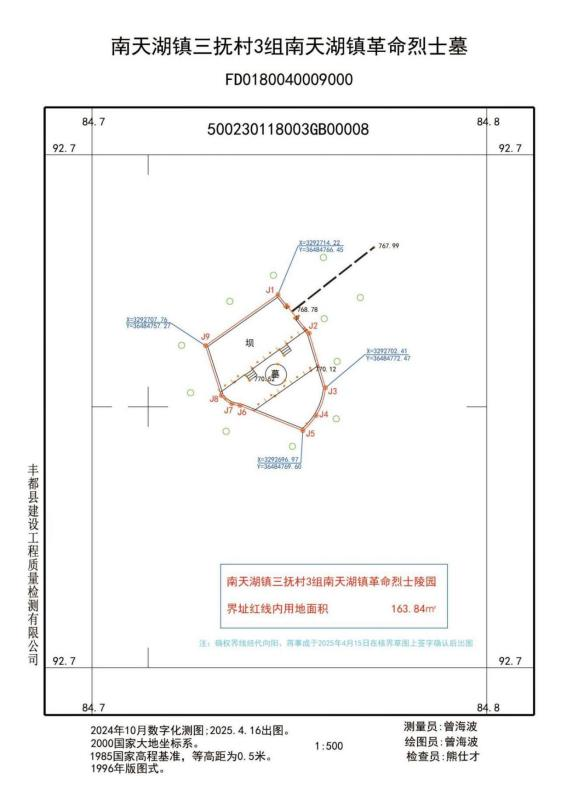 南天湖镇三抚村3组南天湖镇革命烈士墓
FD0180040009000
84.7
84.8
500230118003GB00008
92.7
92.7
X=3292714.22
Y=36484766.45
767.99
J1
768.78
X=3292707.76
Y=36484757.27
J2
J9
坝
X=3292702.41
Y=36484772.47
770.12
墓
770.62
J3
J8
J7
J6
J4
J5
X=3292696.97
Y=36484769.60
丰都县建设工程质量检测有限公司
南天湖镇三抚村3组南天湖镇革命烈士陵园
界址红线内用地面积 163.84㎡
注：确权界线经代向阳、蒋事成于2025年4月15日在核界草图上签字确认后出图
92.7
92.7
84.7
84.8
2024年10月数字化测图;2025.4.16出图。
2000国家大地坐标系。
1985国家高程基准，等高距为0.5米。
1996年版图式。
1:500
测量员:曾海波
绘图员:曾海波
检查员:熊仕才